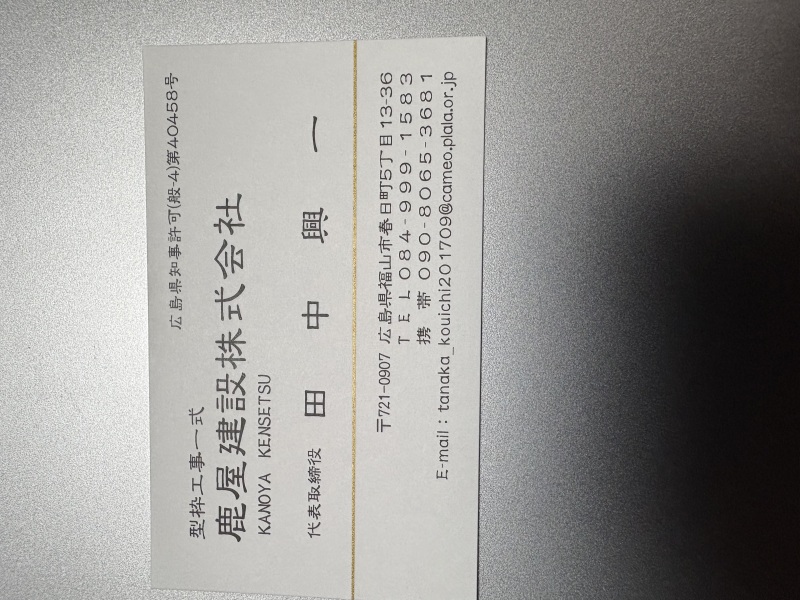 広島県知事許可(般-4)第40458号
型枠工事一式
鹿屋建設株式会社
KANOYA KENSETSU
代表取締役 田中興一
〒721-0907 広島県福山市春日町5丁目13-36
TEL 084-999-1583
携帯 090-8065-3681
E-mail：tanaka_kouichi201709@cameo.plala.or.jp